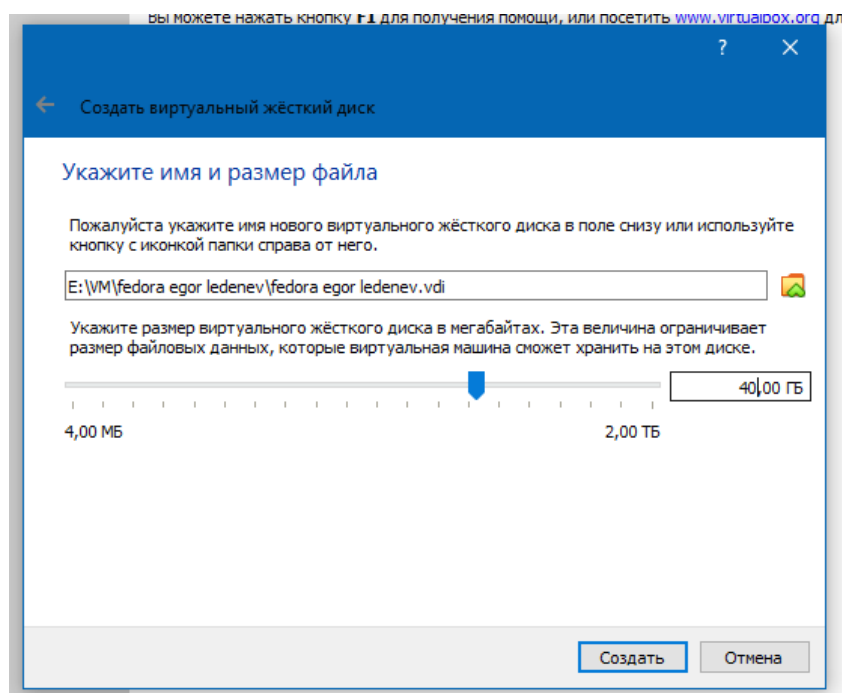 Вы можете нажать кнопку F1 для получения помощи, или посетить www.virtualbox.org дл
?
Создать виртуальный жёсткий диск
Укажите имя и размер файла
Пожалуйста укажите имя нового виртуального жёсткого диска в поле снизу или используйте
кнопку с иконкой папки справа от него.
E:\VM\fedora egor ledenev\fedora egor ledenev.vdi
Укажите размер виртуального жёсткого диска в мегабайтах. Эта величина ограничивает
размер файловых данных, которые виртуальная машина сможет хранить на этом диске.
40,00 ГБ
4,00 МБ 2,00 ТБ
Создать Отмена